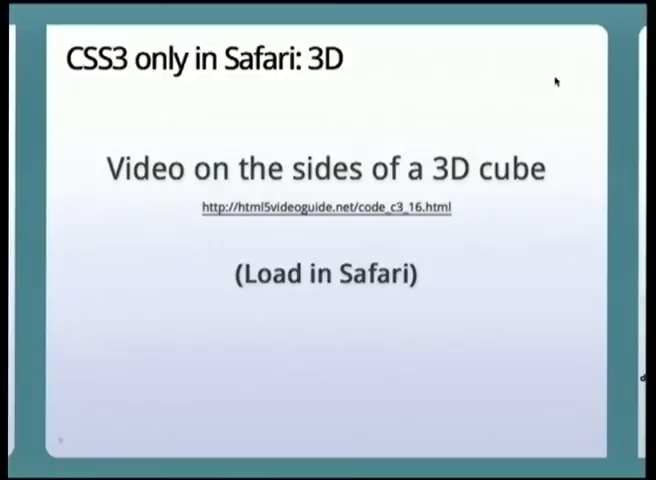 CSS3 only in Safari: 3D
Video on the sides of a 3D cube
http://html5videoguide.net/code_c3_16.html
(Load in Safari)